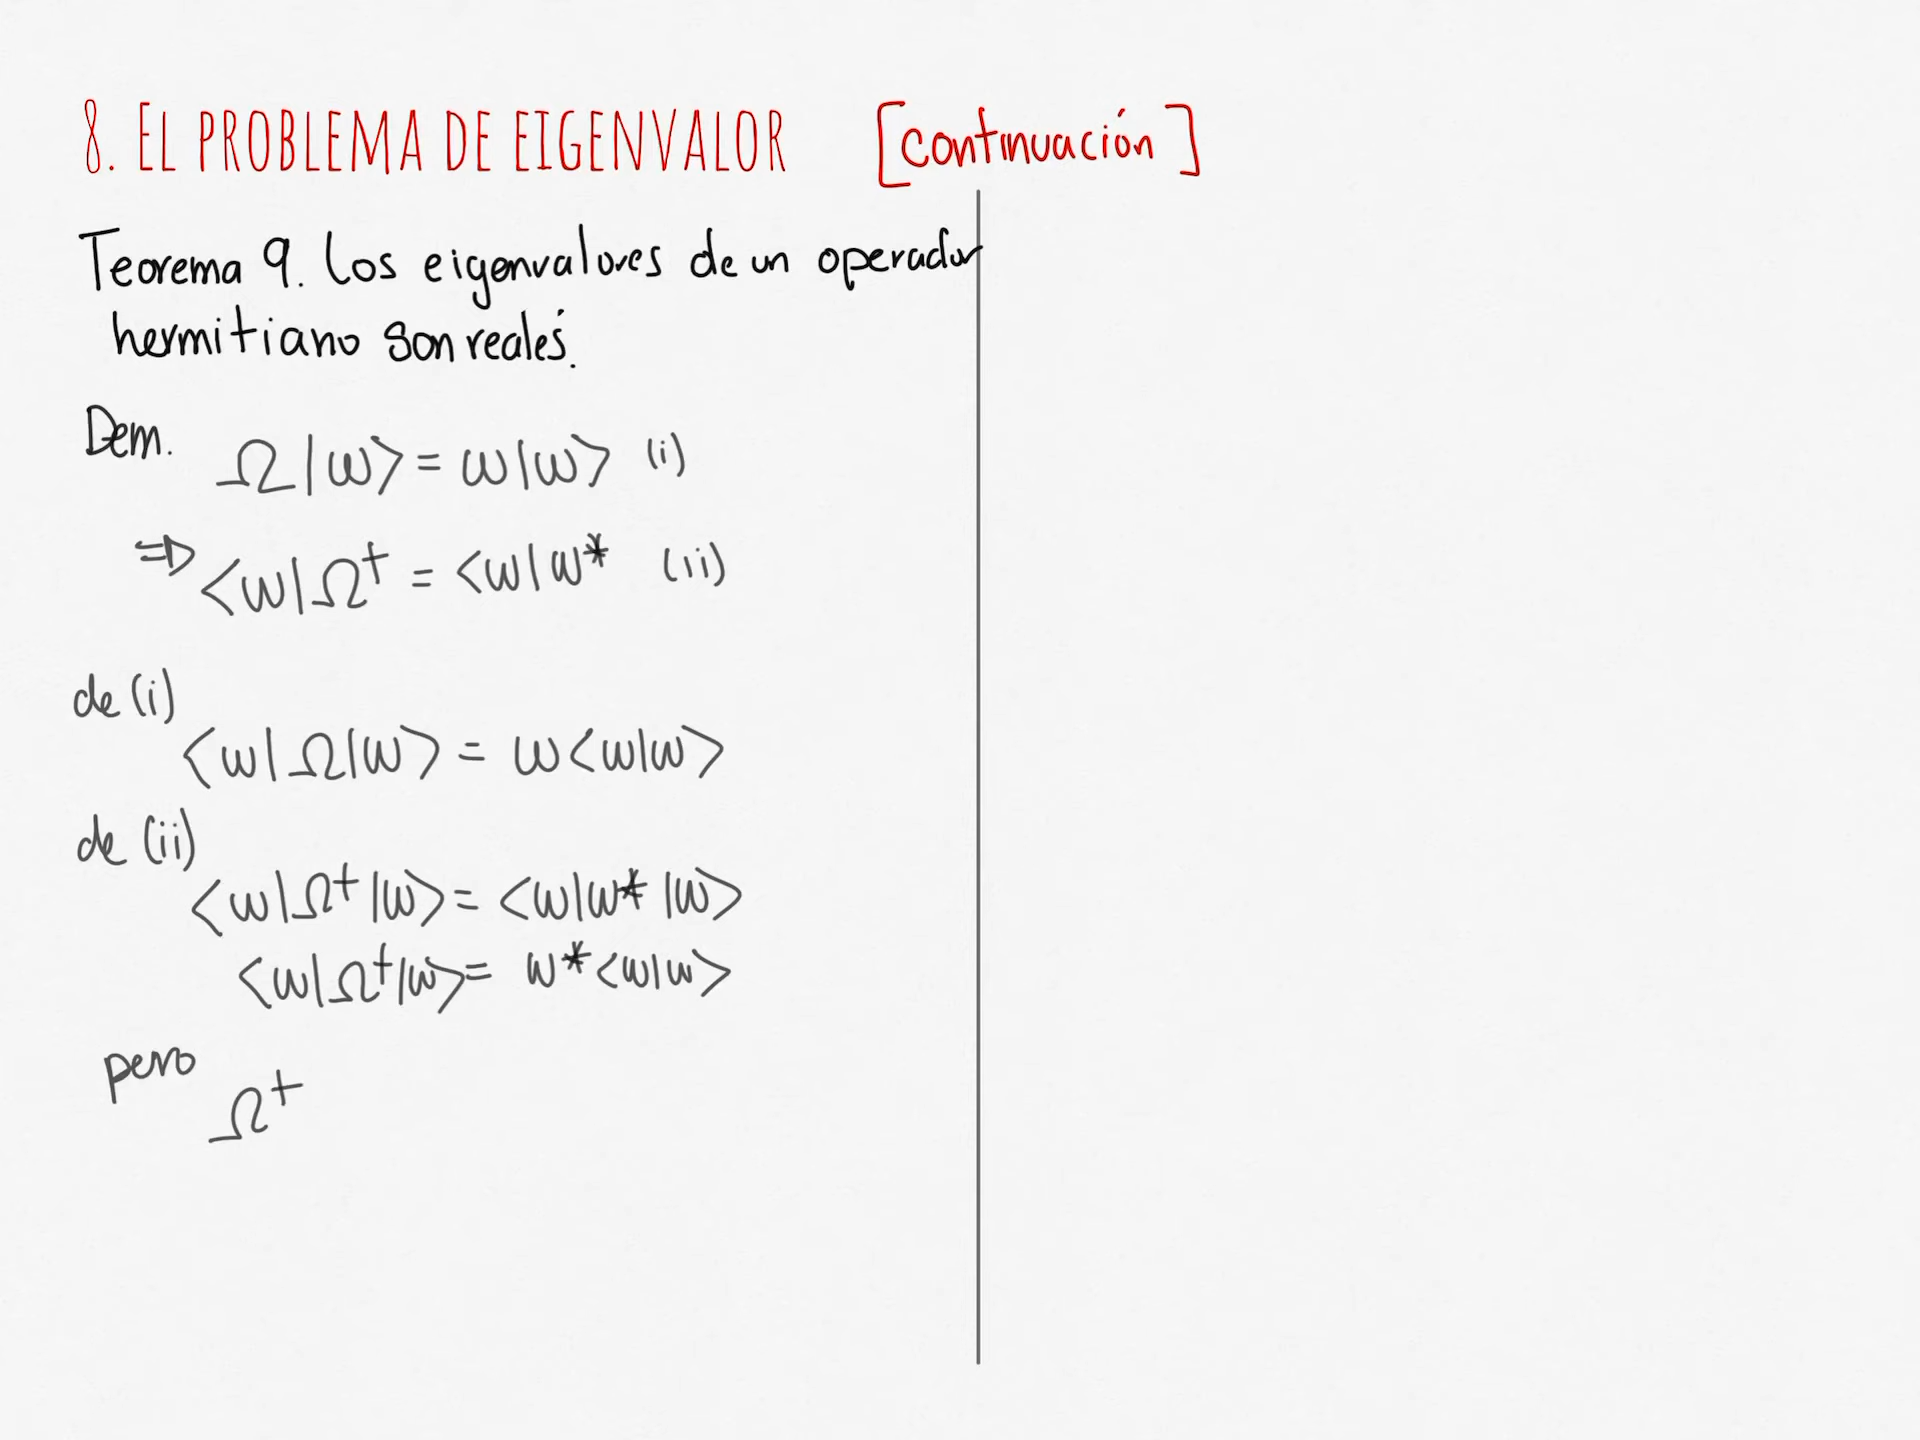 8. EL PROBLEMA DE EIGENVALOR [continuación]
Teorema 9. Los eigenvalores de un operador
hermitiano son reales.
Dem. Ω|ω> = ω|ω> (i)
⇒ <ω|Ω† = <ω|ω* (ii)
de (i)
<ω|Ω|ω> = ω<ω|ω>
de (ii)
<ω|Ω†|ω> = <ω|ω*|ω>
<ω|Ω†|ω> = ω*<ω|ω>
pero
Ω†